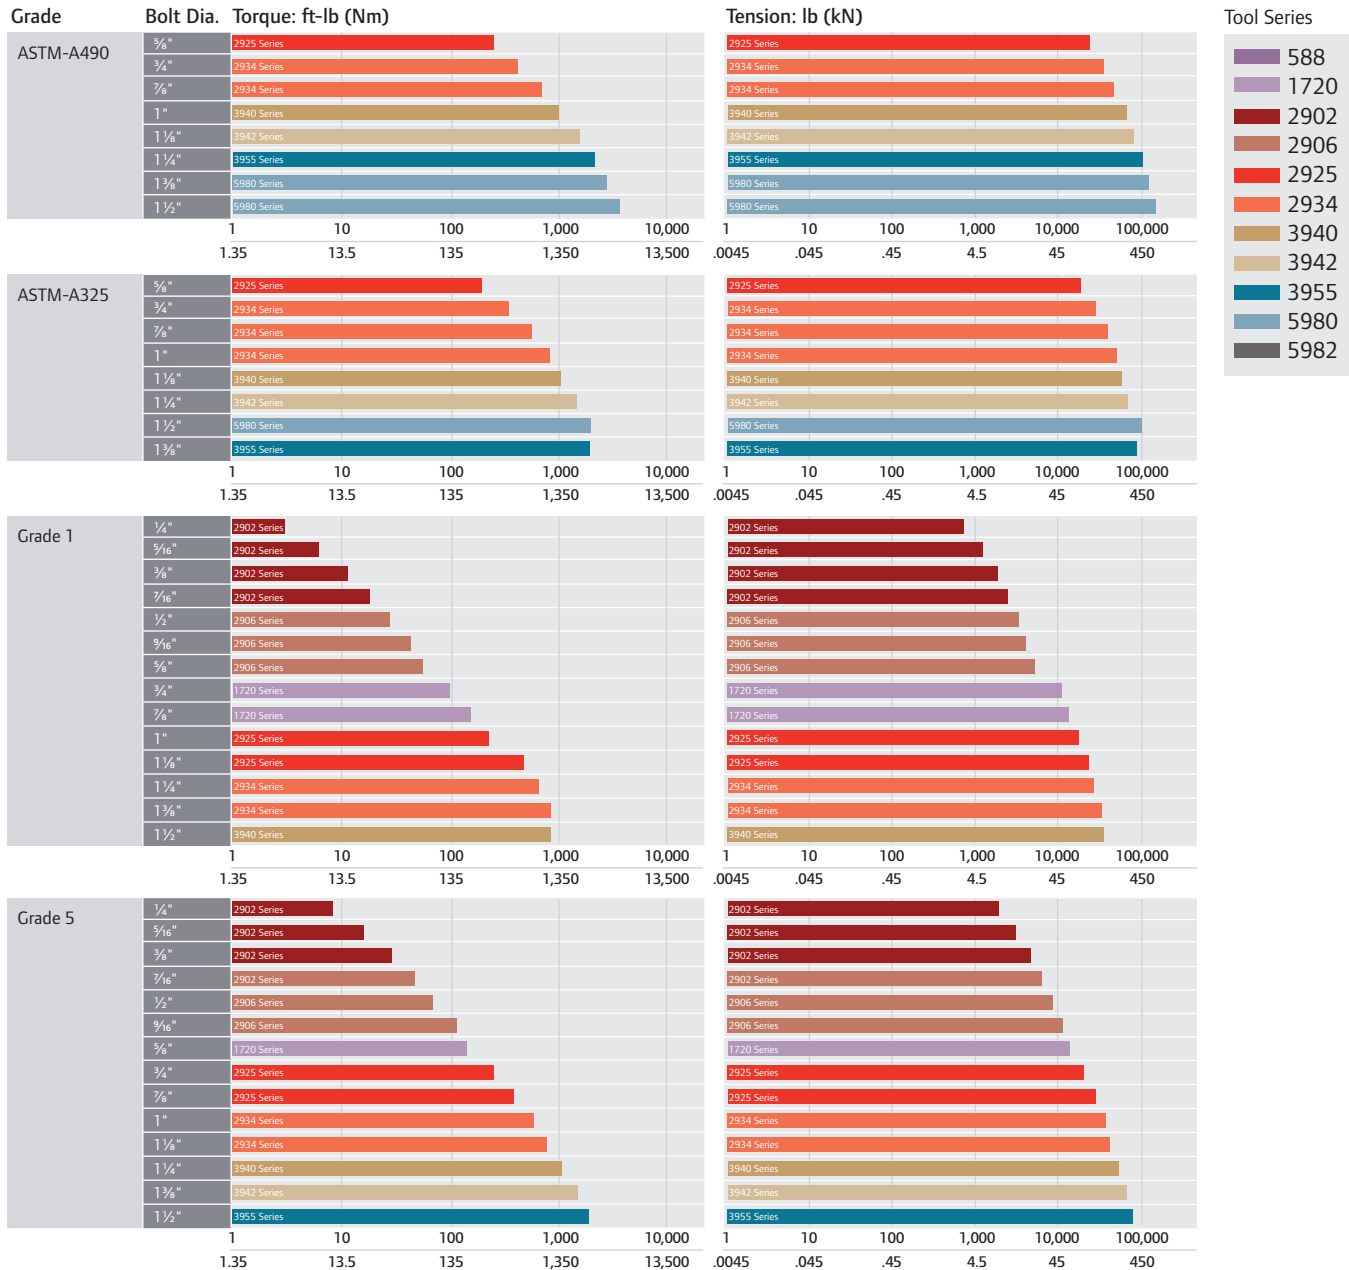 Grade Bolt Dia. Torque: ft-lb (Nm) Tension: lb (kN) Tool Series
ASTM-A490
⅝" 2925 Series 2925 Series
¾" 2934 Series 2934 Series
⅞" 2934 Series 2934 Series
1" 3940 Series 3940 Series
1⅛" 3942 Series 3942 Series
1¼" 3955 Series 3955 Series
1⅜" 5980 Series 5980 Series
1½" 5980 Series 5980 Series
1 10 100 1,000 10,000 1 10 100 1,000 10,000 100,000
1.35 13.5 135 1,350 13,500 .0045 .045 .45 4.5 45 450
588
1720
2902
2906
2925
2934
3940
3942
3955
5980
5982
ASTM-A325
⅝" 2925 Series 2925 Series
¾" 2934 Series 2934 Series
⅞" 2934 Series 2934 Series
1" 2934 Series 2934 Series
1⅛" 3940 Series 3940 Series
1¼" 3942 Series 3942 Series
1½" 5980 Series 5980 Series
1⅜" 3955 Series 3955 Series
1 10 100 1,000 10,000 1 10 100 1,000 10,000 100,000
1.35 13.5 135 1,350 13,500 .0045 .045 .45 4.5 45 450
Grade 1
¼" 2902 Series 2902 Series
5⁄16" 2902 Series 2902 Series
⅜" 2902 Series 2902 Series
7⁄16" 2902 Series 2902 Series
½" 2906 Series 2906 Series
9⁄16" 2906 Series 2906 Series
⅝" 2906 Series 2906 Series
¾" 1720 Series 1720 Series
⅞" 1720 Series 1720 Series
1" 2925 Series 2925 Series
1⅛" 2925 Series 2925 Series
1¼" 2934 Series 2934 Series
1⅜" 2934 Series 2934 Series
1½" 3940 Series 3940 Series
1 10 100 1,000 10,000 1 10 100 1,000 10,000 100,000
1.35 13.5 135 1,350 13,500 .0045 .045 .45 4.5 45 450
Grade 5
¼" 2902 Series 2902 Series
5⁄16" 2902 Series 2902 Series
⅜" 2902 Series 2902 Series
7⁄16" 2902 Series 2902 Series
½" 2906 Series 2906 Series
9⁄16" 2906 Series 2906 Series
⅝" 1720 Series 1720 Series
¾" 2925 Series 2925 Series
⅞" 2925 Series 2925 Series
1" 2934 Series 2934 Series
1⅛" 2934 Series 2934 Series
1¼" 3940 Series 3940 Series
1⅜" 3942 Series 3942 Series
1½" 3955 Series 3955 Series
1 10 100 1,000 10,000 1 10 100 1,000 10,000 100,000
1.35 13.5 135 1,350 13,500 .0045 .045 .45 4.5 45 450